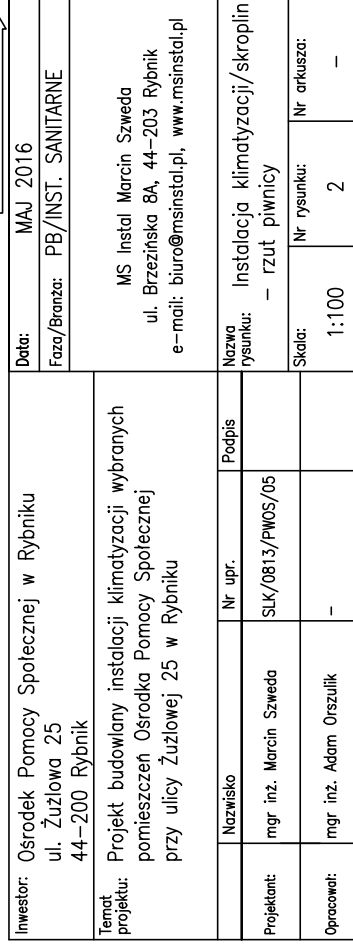 Inwestor: Ośrodek Pomocy Społecznej w Rybniku
ul. Żużlowa 25
44-200 Rybnik
Temat projektu: Projekt budowlany instalacji klimatyzacji wybranych
pomieszczeń Ośrodka Pomocy Społecznej
przy ulicy Żużlowej 25 w Rybniku
Nazwisko Nr upr. Podpis
Projektant: mgr inż. Marcin Szweda SLK/0813/PWOS/05
Opracował: mgr inż. Adam Orszulik –
Data: MAJ 2016
Faza/Branża: PB/INST. SANITARNE
MS Instal Marcin Szweda
ul. Brzezińska 8A, 44-203 Rybnik
e-mail: biuro@msinstal.pl, www.msinstal.pl
Nazwa rysunku: Instalacja klimatyzacji/skroplin
– rzut piwnicy
Skala: Nr rysunku: Nr arkusza:
1:100 2 –